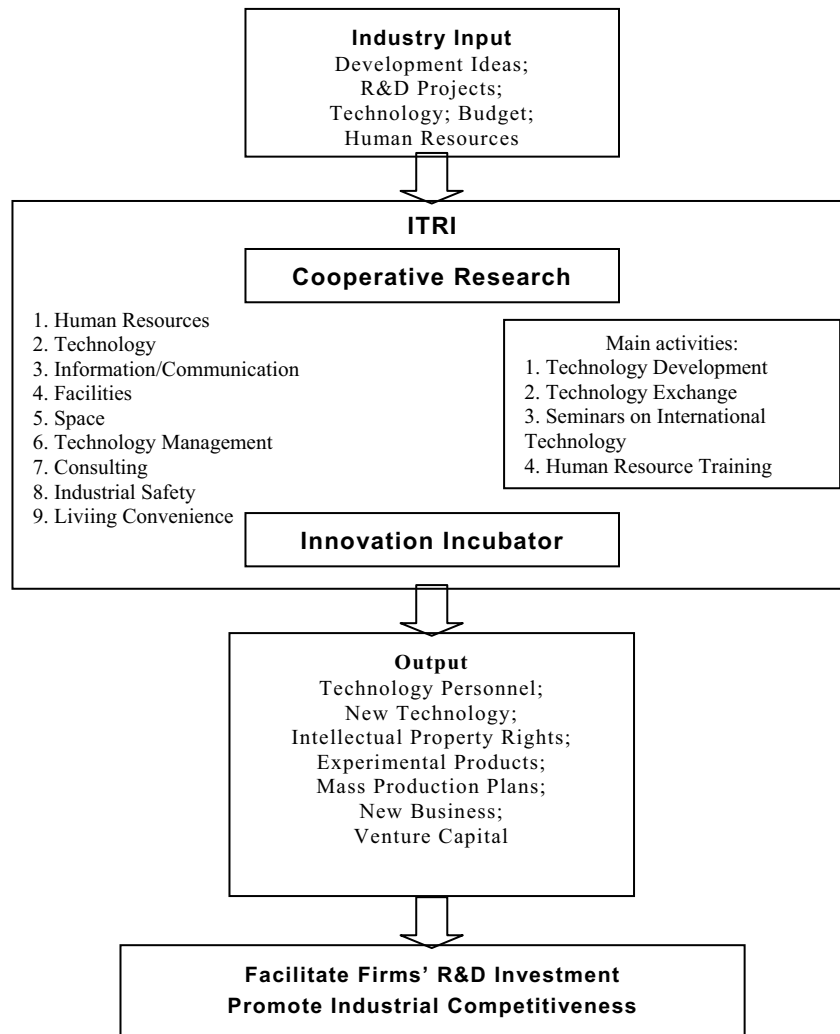 Industry Input
Development Ideas;
R&D Projects;
Technology; Budget;
Human Resources
ITRI
Cooperative Research
1. Human Resources
2. Technology
3. Information/Communication
4. Facilities
5. Space
6. Technology Management
7. Consulting
8. Industrial Safety
9. Liviing Convenience
Main activities:
1. Technology Development
2. Technology Exchange
3. Seminars on International
Technology
4. Human Resource Training
Innovation Incubator
Output
Technology Personnel;
New Technology;
Intellectual Property Rights;
Experimental Products;
Mass Production Plans;
New Business;
Venture Capital
Facilitate Firms’ R&D Investment
Promote Industrial Competitiveness